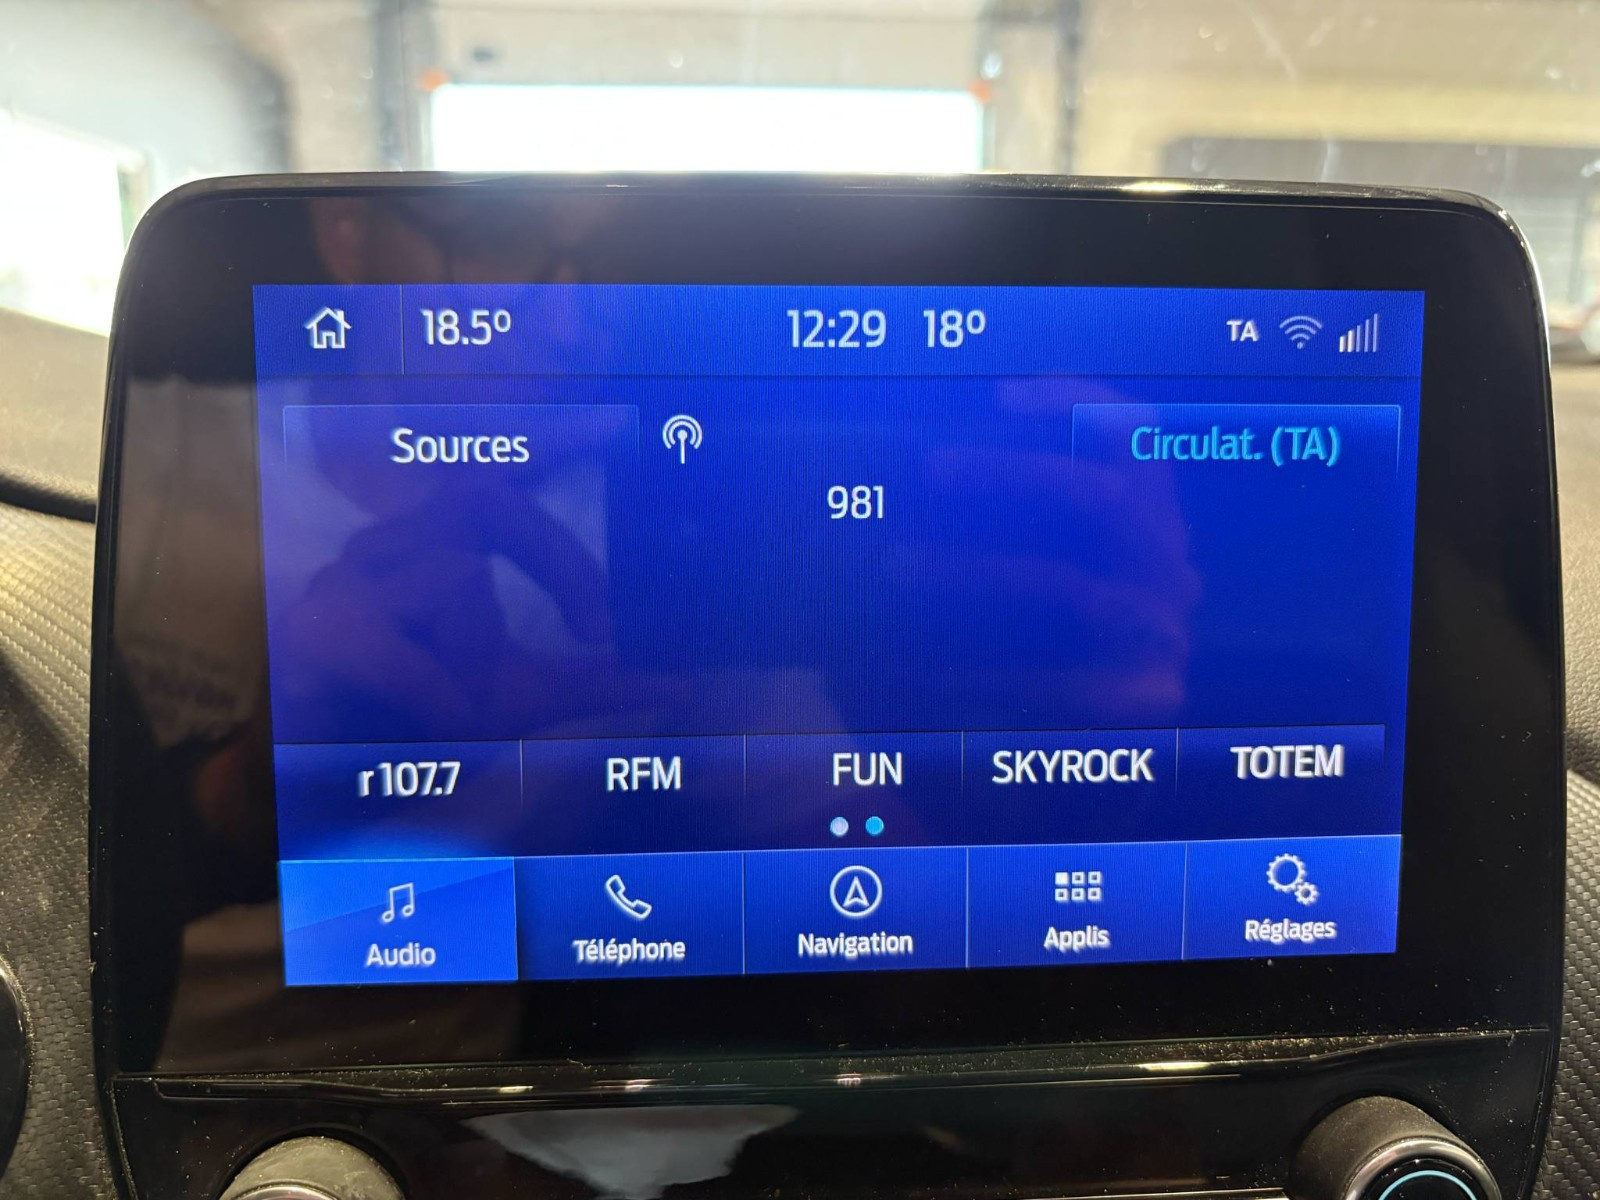 18.5º 12:29 18º TA
Sources Circulat. (TA)
981
r107.7 RFM FUN SKYROCK TOTEM
Audio Téléphone Navigation Applis Réglages